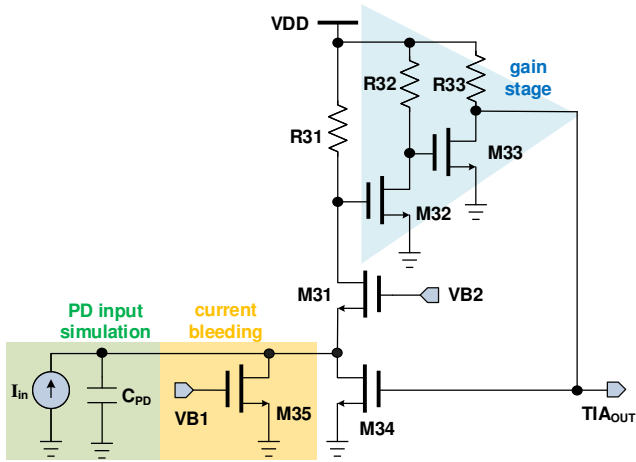 VDD
R32
R33
gain
stage
R31
M33
M32
M31
VB2
PD input
simulation
current
bleeding
Iin
CPD
VB1
M35
M34
TIAOUT